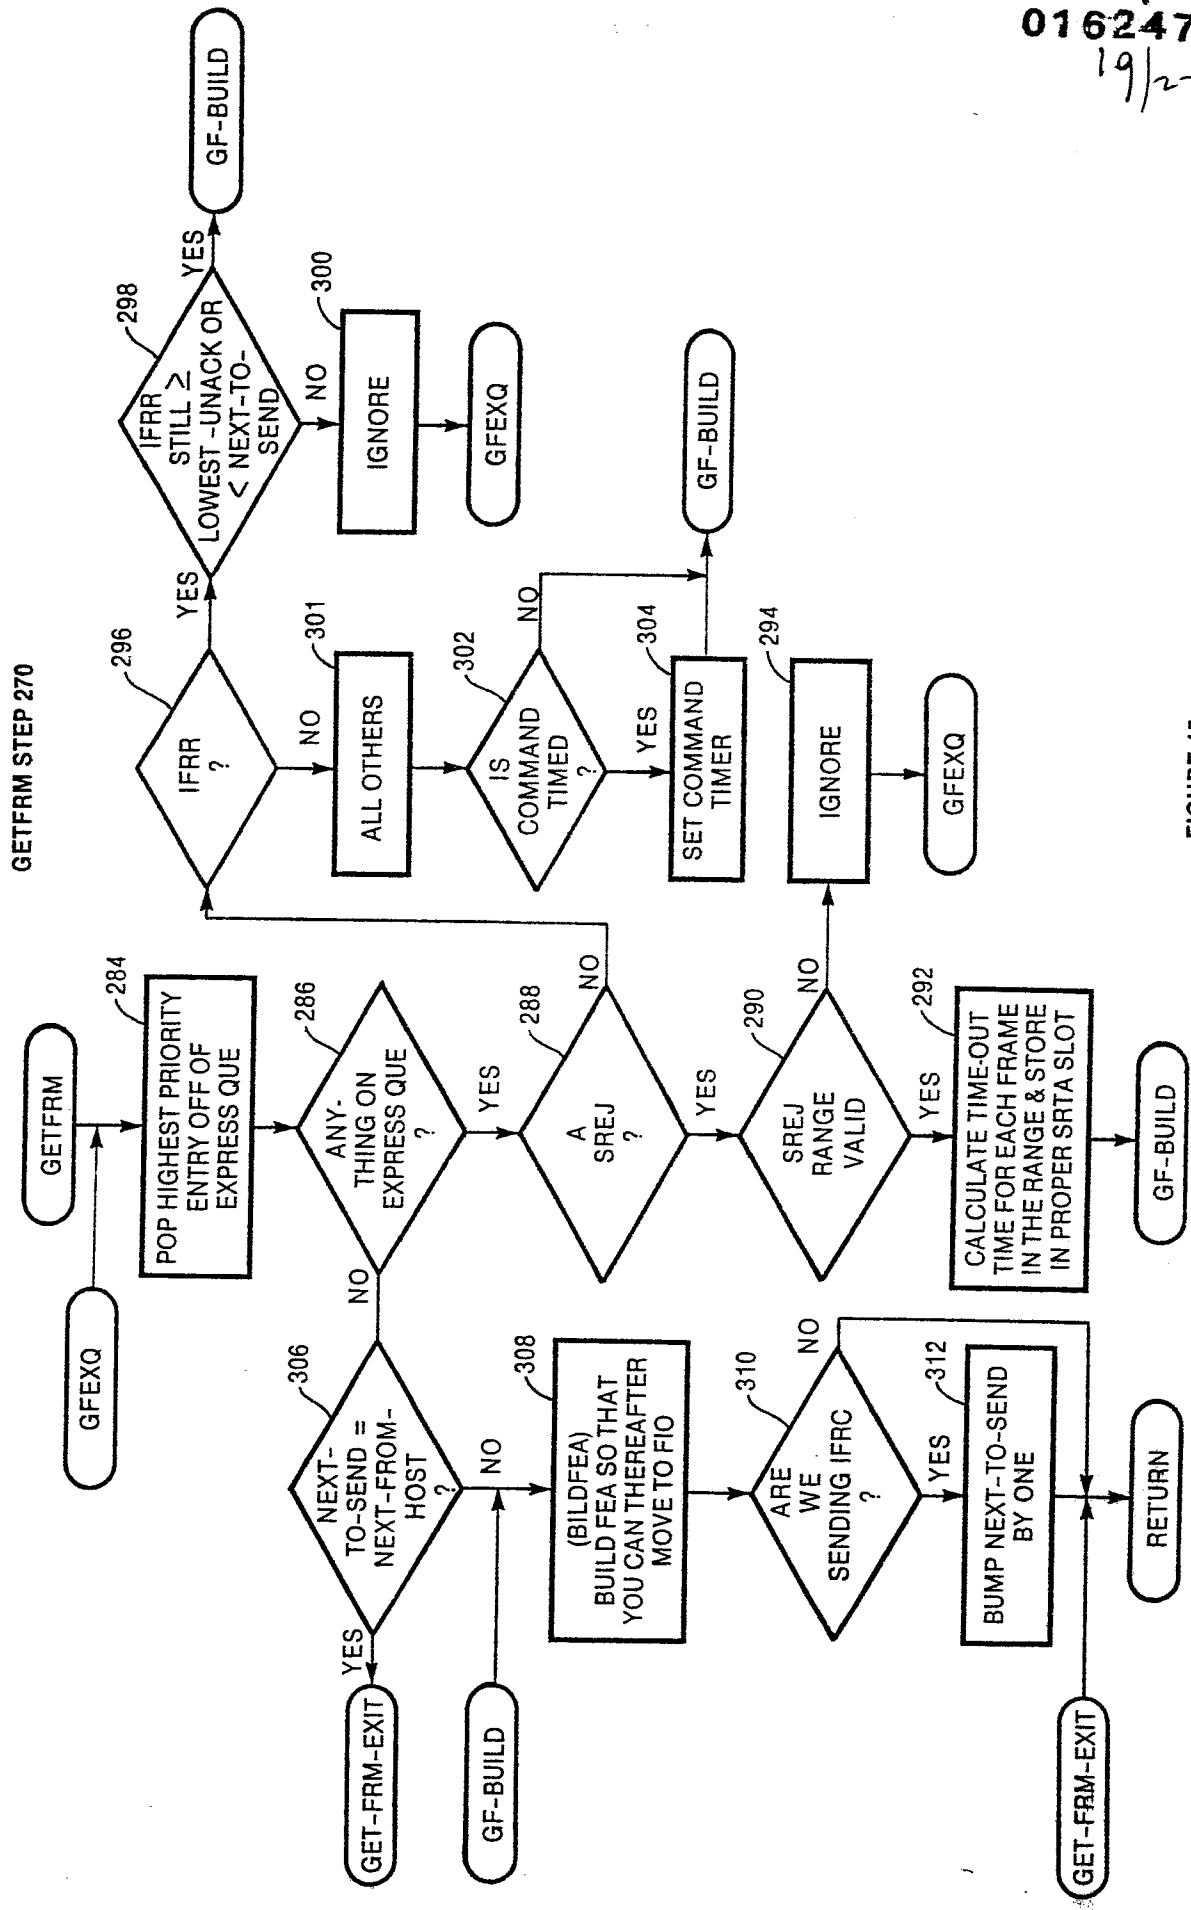 016247
19/2
GETFRM STEP 270
GETFRM
GFEXQ
284
POP HIGHEST PRIORITY
ENTRY OFF OF
EXPRESS QUE
286
ANY-
THING ON
EXPRESS QUE
?
NO
YES
288
A
SREJ
?
NO
YES
290
SREJ
RANGE
VALID
NO
YES
292
CALCULATE TIME-OUT
TIME FOR EACH FRAME
IN THE RANGE & STORE
IN PROPER SRTA SLOT
GF-BUILD
294
IGNORE
GFEXQ
296
IFRR
?
YES
NO
298
IFRR
STILL ≥
LOWEST-UNACK OR
< NEXT-TO-
SEND
YES
GF-BUILD
NO
300
IGNORE
GFEXQ
301
ALL OTHERS
302
IS
COMMAND
TIMED
?
NO
YES
304
SET COMMAND
TIMER
GF-BUILD
306
NEXT-
TO-SEND =
NEXT-FROM-
HOST
?
YES
GET-FRM-EXIT
NO
GF-BUILD
308
(BILDFEA)
BUILD FEA SO THAT
YOU CAN THEREAFTER
MOVE TO FIO
310
ARE
WE
SENDING IFRC
?
NO
YES
312
BUMP NEXT-TO-SEND
BY ONE
GET-FRM-EXIT
RETURN